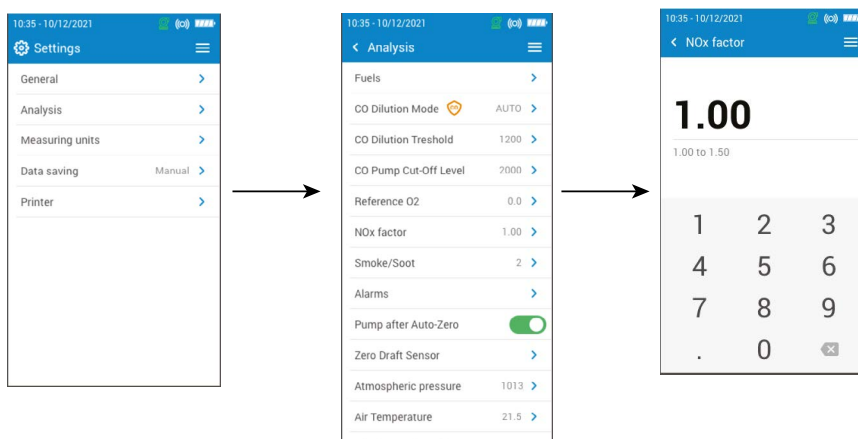 10:35 - 10/12/2021
Settings
General
Analysis
Measuring units
Data saving Manual
Printer
10:35 - 10/12/2021
Analysis
Fuels
CO Dilution Mode AUTO
CO Dilution Treshold 1200
CO Pump Cut-Off Level 2000
Reference O2 0.0
NOx factor 1.00
Smoke/Soot 2
Alarms
Pump after Auto-Zero
Zero Draft Sensor
Atmospheric pressure 1013
Air Temperature 21.5
10:35 - 10/12/2021
NOx factor
1.00
1.00 to 1.50
1 2 3
4 5 6
7 8 9
. 0